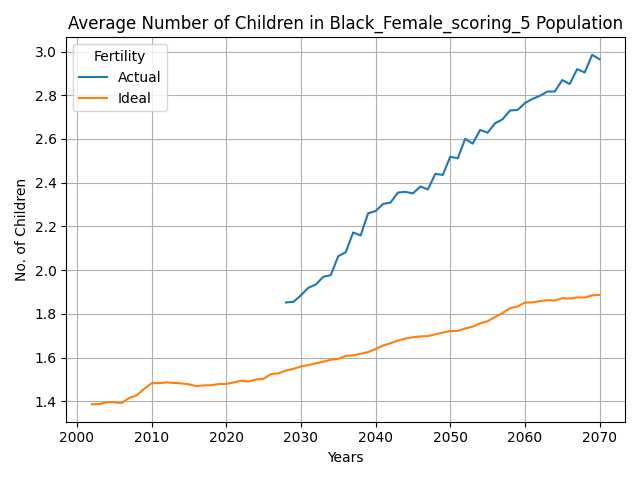 Average Number of Children in Black_Female_scoring_5 Population
Fertility
Actual
Ideal
No. of Children
3.0
2.8
2.6
2.4
2.2
2.0
1.8
1.6
1.4
2000 2010 2020 2030 2040 2050 2060 2070
Years